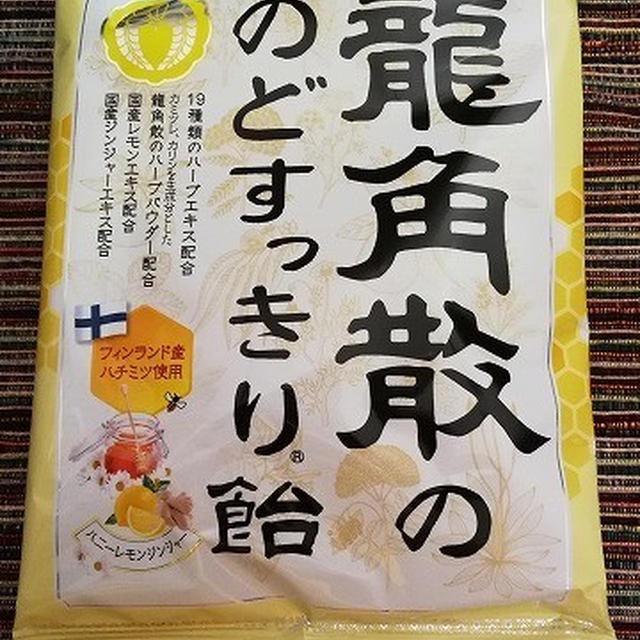 龍角散の
のどすっきり飴®
19種類のハーブエキス配合
カミツレ、カリンを主成分とした
龍角散のハーブパウダー配合
国産レモンエキス配合
国産ジンジャーエキス配合
フィンランド産
ハチミツ使用
ハニーレモンジンジャー